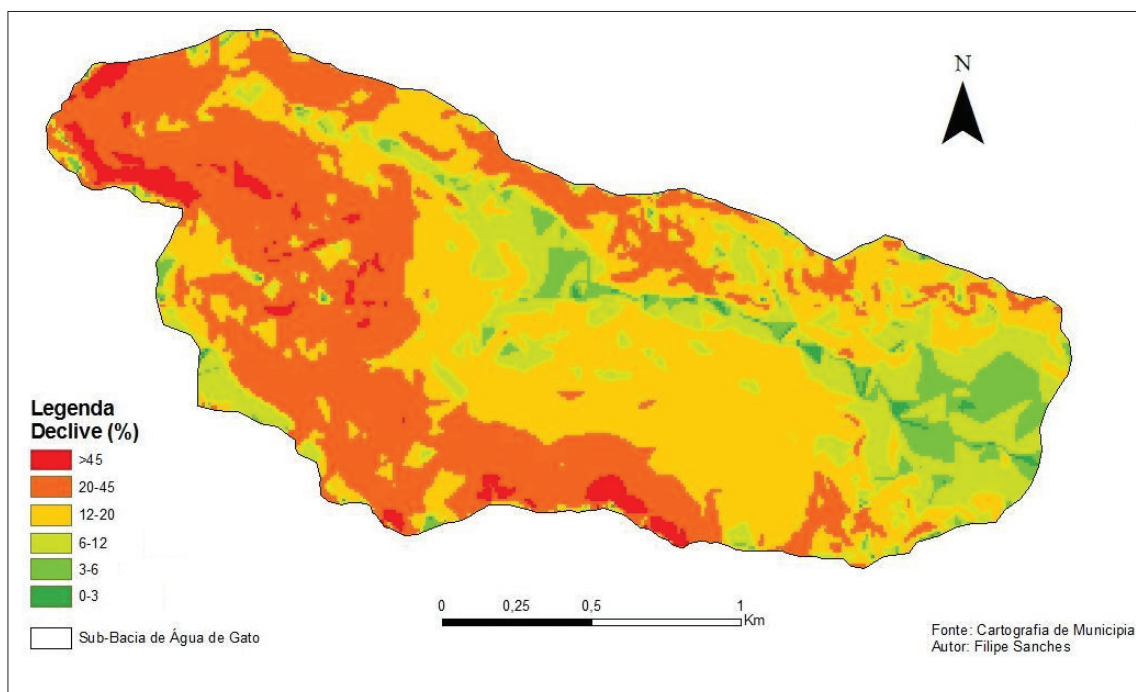 N
Legenda
Declive (%)
>45
20-45
12-20
6-12
3-6
0-3
Sub-Bacia de Água de Gato
0 0,25 0,5 1
Km
Fonte: Cartografia de Municipia
Autor: Filipe Sanches